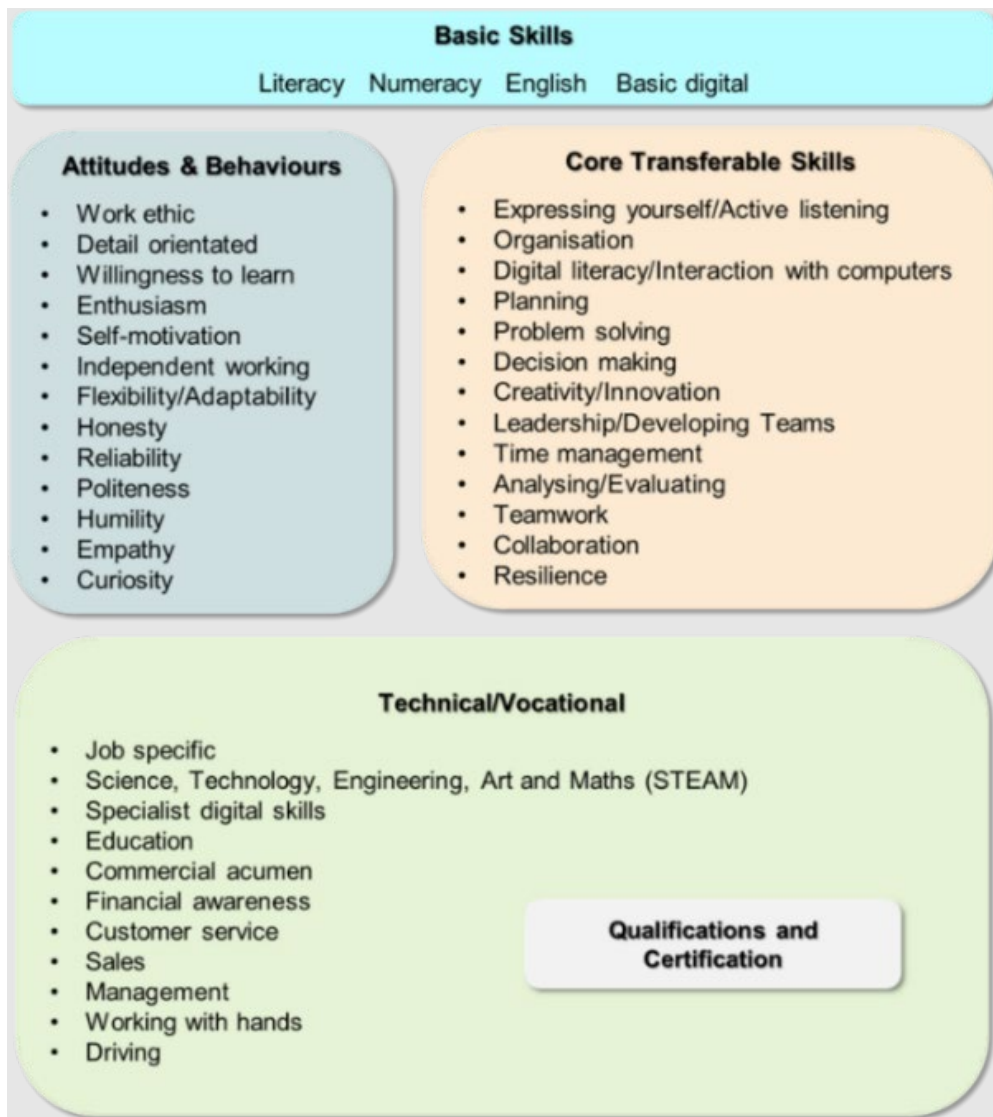 Basic Skills
Literacy Numeracy English Basic digital
Attitudes & Behaviours
• Work ethic
• Detail orientated
• Willingness to learn
• Enthusiasm
• Self-motivation
• Independent working
• Flexibility/Adaptability
• Honesty
• Reliability
• Politeness
• Humility
• Empathy
• Curiosity
Core Transferable Skills
• Expressing yourself/Active listening
• Organisation
• Digital literacy/Interaction with computers
• Planning
• Problem solving
• Decision making
• Creativity/Innovation
• Leadership/Developing Teams
• Time management
• Analysing/Evaluating
• Teamwork
• Collaboration
• Resilience
Technical/Vocational
• Job specific
• Science, Technology, Engineering, Art and Maths (STEAM)
• Specialist digital skills
• Education
• Commercial acumen
• Financial awareness
• Customer service
• Sales
• Management
• Working with hands
• Driving
Qualifications and
Certification